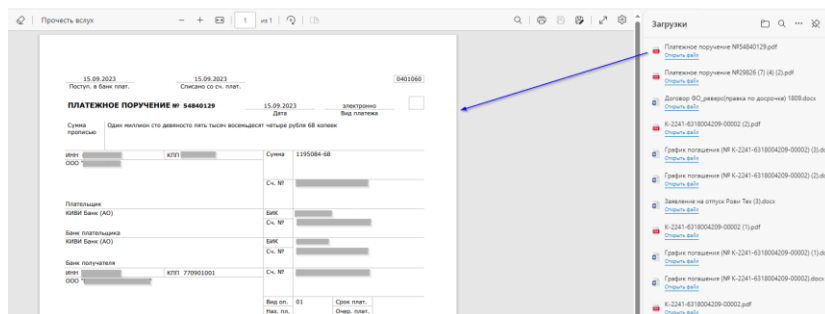 Прочесть вслух
1
из 1
15.09.2023 15.09.2023 0401060
Поступ. в банк плат. Списано со сч. плат.
ПЛАТЕЖНОЕ ПОРУЧЕНИЕ № 54840129 15.09.2023 электронно
Дата Вид платежа
Сумма прописью Один миллион сто девяносто пять тысяч восемьдесят четыре рубля 68 копеек
ИНН КПП Сумма 1195084-68
ООО "
Сч. №
Плательщик
КИВИ Банк (АО) БИК
Сч. №
Банк плательщика
КИВИ Банк (АО) БИК
Сч. №
Банк получателя
ИНН КПП 770901001 Сч. №
ООО "
Вид оп. 01 Срок плат.
Наз. пл. Очер. плат.
Загрузки
Платежное поручение №54840129.pdf
Открыть файл
Платежное поручение №29826 (7) (4) (2).pdf
Открыть файл
Договор ФО_реверс(правка по досрочке) 1809.docx
Открыть файл
К-2241-6318004209-00002 (2).pdf
Открыть файл
График погашения (№ К-2241-6318004209-00002) (3).do
Открыть файл
График погашения (№ К-2241-6318004209-00002) (2).do
Открыть файл
Заявление на отпуск Рови Тех (3).docx
Открыть файл
К-2241-6318004209-00002 (1).pdf
Открыть файл
График погашения (№ К-2241-6318004209-00002) (1).do
Открыть файл
График погашения (№ К-2241-6318004209-00002).docx
Открыть файл
К-2241-6318004209-00002.pdf
Открыть файл